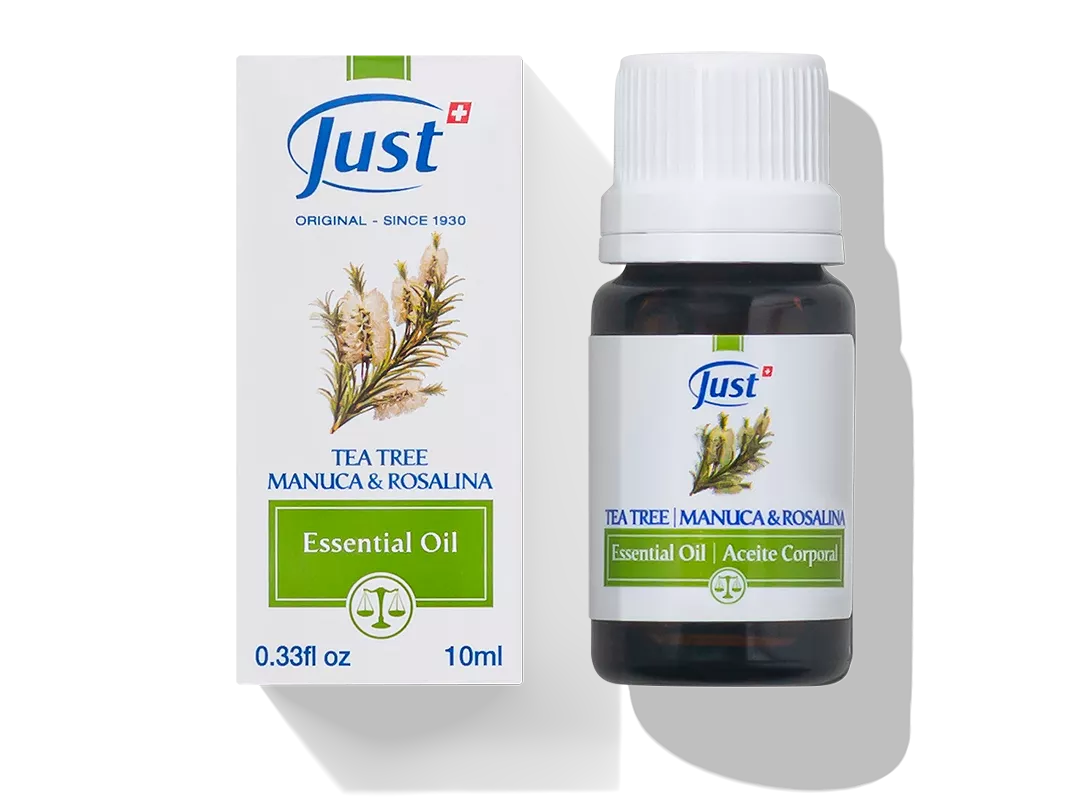 Just
ORIGINAL - SINCE 1930
TEA TREE
MANUCA & ROSALINA
Essential Oil
0.33fl oz 10ml
Just
TEA TREE | MANUCA & ROSALINA
Essential Oil | Aceite Corporal